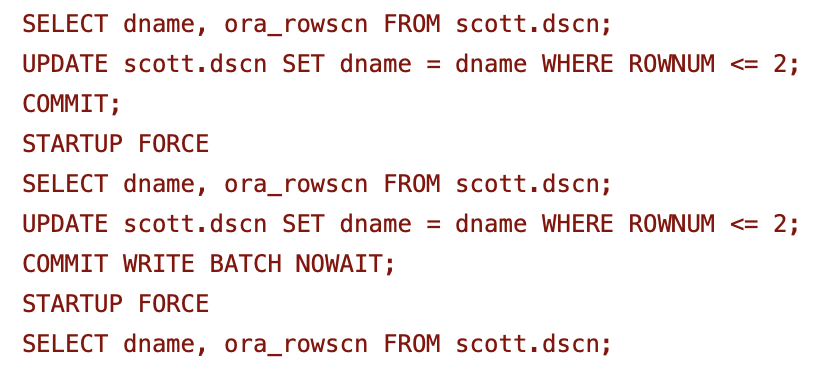 SELECT dname, ora_rowscn FROM scott.dscn;
UPDATE scott.dscn SET dname = dname WHERE ROWNUM <= 2;
COMMIT;
STARTUP FORCE
SELECT dname, ora_rowscn FROM scott.dscn;
UPDATE scott.dscn SET dname = dname WHERE ROWNUM <= 2;
COMMIT WRITE BATCH NOWAIT;
STARTUP FORCE
SELECT dname, ora_rowscn FROM scott.dscn;